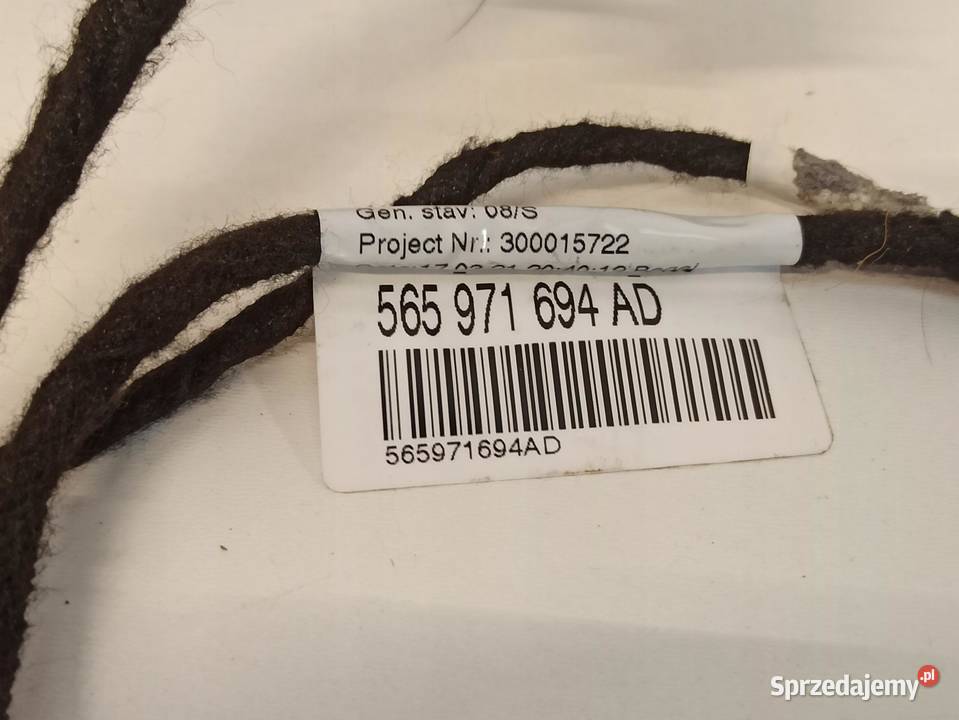 Gen. stav: 08/S
Project Nr.: 300015722
565 971 694 AD
565971694AD
Sprzedajemy.pl